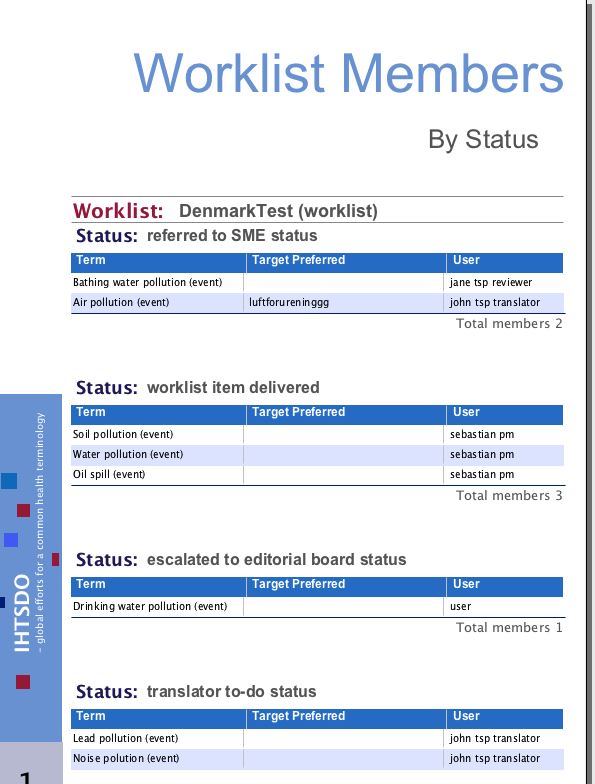 Worklist Members
By Status
Worklist: DenmarkTest (worklist)
Status: referred to SME status
Term Target Preferred User
Bathing water pollution (event) jane tsp reviewer
Air pollution (event) luftforureninggg john tsp translator
Total members 2
Status: worklist item delivered
Term Target Preferred User
Soil pollution (event) sebastian pm
Water pollution (event) sebastian pm
Oil spill (event) sebastian pm
Total members 3
Status: escalated to editorial board status
Term Target Preferred User
Drinking water pollution (event) user
Total members 1
Status: translator to-do status
Term Target Preferred User
Lead pollution (event) john tsp translator
Noise polution (event) john tsp translator
IHTSDO
– global efforts for a common health terminology
1